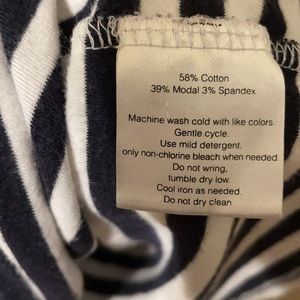 58% Cotton
39% Modal 3% Spandex
Machine wash cold with like colors.
Gentle cycle.
Use mild detergent.
only non-chlorine bleach when needed.
Do not wring,
tumble dry low.
Cool iron as needed.
Do not dry clean.